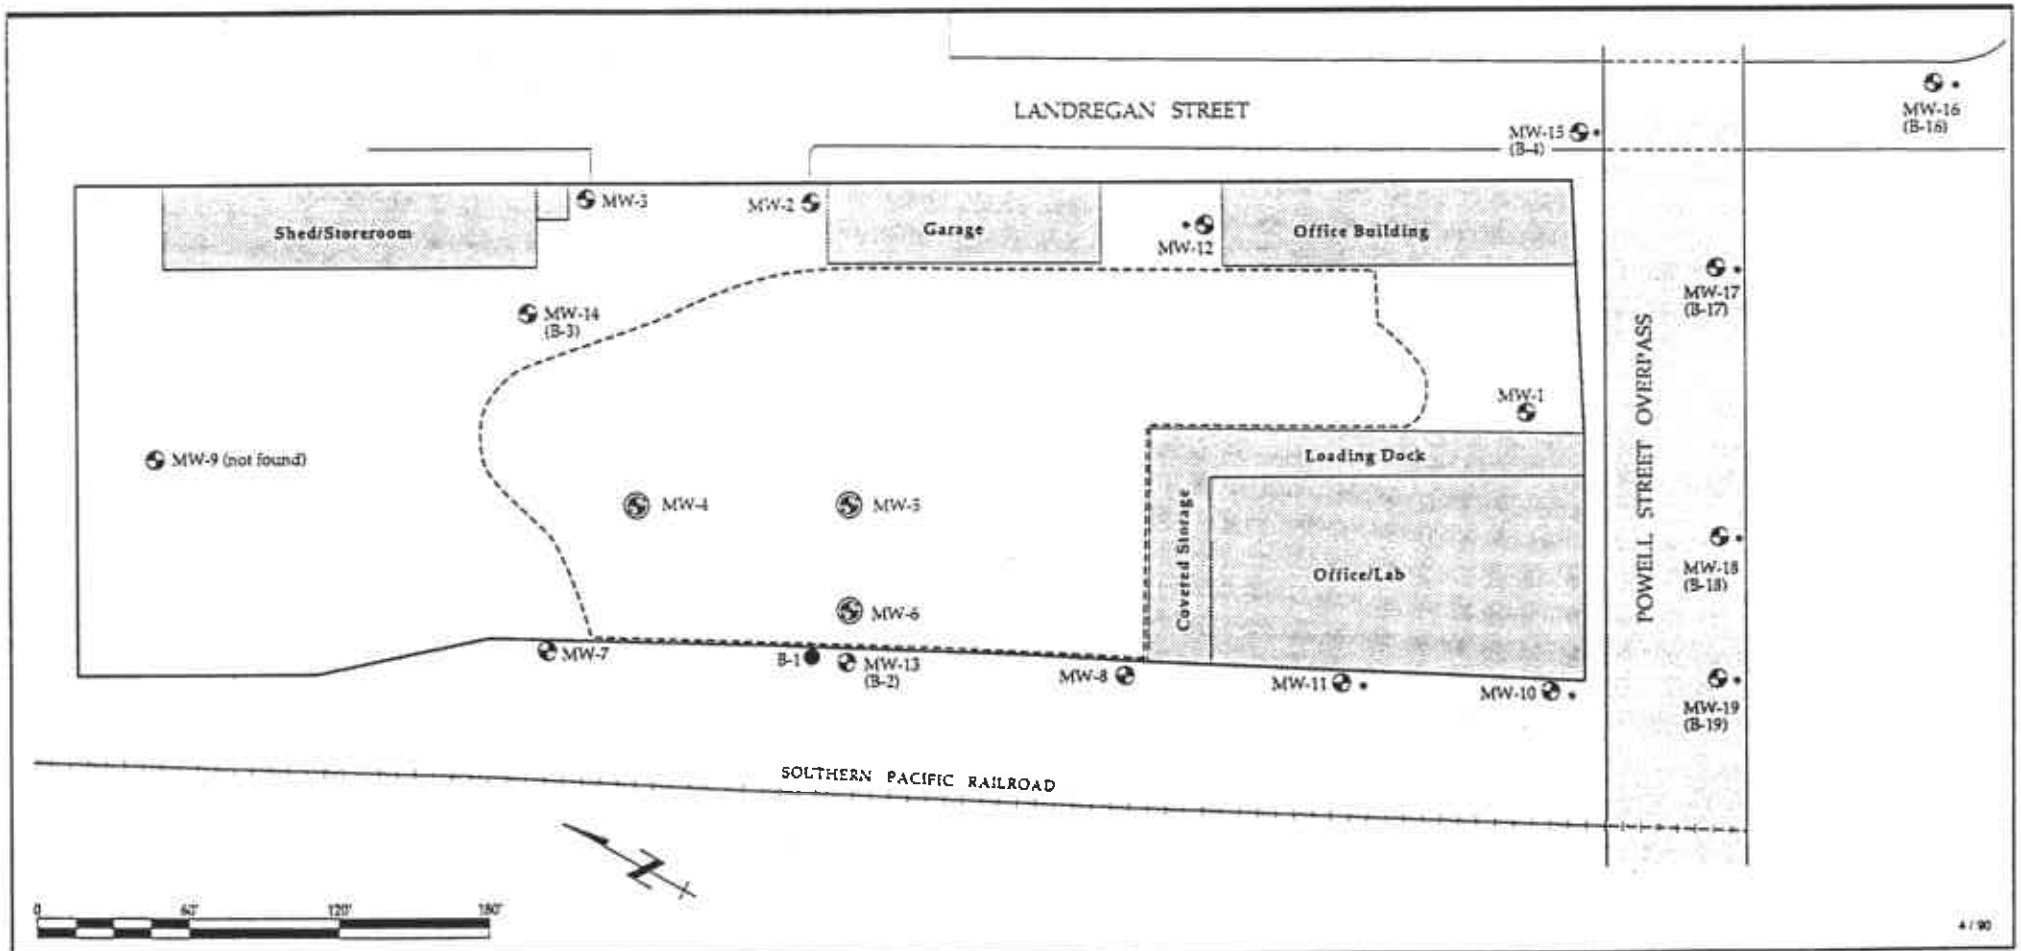 LANDREGAN STREET
MW-16
(B-16)
MW-15
(B-4)
MW-3
MW-2
Shed/Storeroom
Garage
MW-12
Office Building
MW-17
(B-17)
MW-14
(B-3)
POWELL STREET OVERPASS
MW-1
MW-9 (not found)
Loading Dock
MW-4
MW-5
Covered Storage
Office/Lab
MW-18
(B-18)
MW-6
MW-7
B-1
MW-13
(B-2)
MW-8
MW-11
MW-10
MW-19
(B-19)
SOUTHERN PACIFIC RAILROAD
N
0 60' 120' 180'
4/90